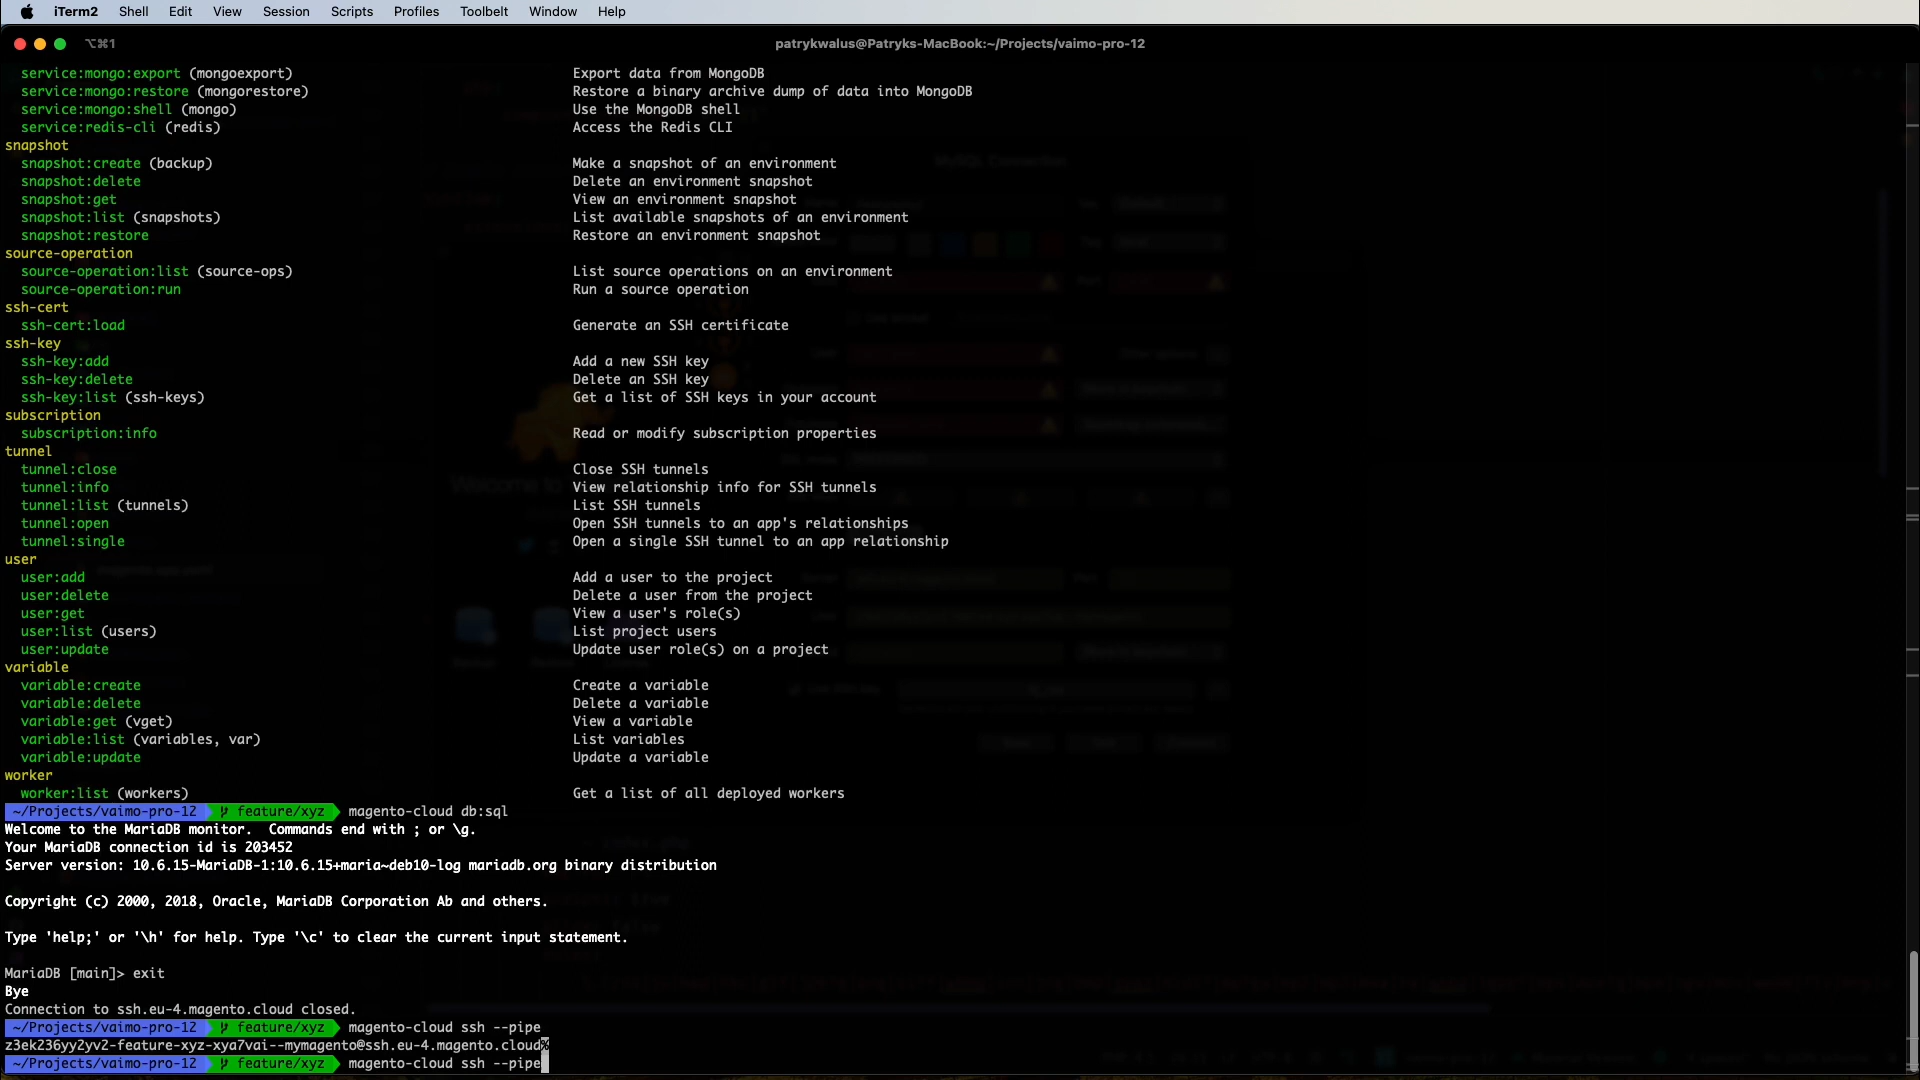 iTerm2 Shell Edit View Session Scripts Profiles Toolbelt Window Help
⌥⌘1 patrykwalus@Patryks-MacBook:~/Projects/vaimo-pro-12
service:mongo:export (mongoexport) Export data from MongoDB
service:mongo:restore (mongorestore) Restore a binary archive dump of data into MongoDB
service:mongo:shell (mongo) Use the MongoDB shell
service:redis-cli (redis) Access the Redis CLI
snapshot
snapshot:create (backup) Make a snapshot of an environment
snapshot:delete Delete an environment snapshot
snapshot:get View an environment snapshot
snapshot:list (snapshots) List available snapshots of an environment
snapshot:restore Restore an environment snapshot
source-operation
source-operation:list (source-ops) List source operations on an environment
source-operation:run Run a source operation
ssh-cert
ssh-cert:load Generate an SSH certificate
ssh-key
ssh-key:add Add a new SSH key
ssh-key:delete Delete an SSH key
ssh-key:list (ssh-keys) Get a list of SSH keys in your account
subscription
subscription:info Read or modify subscription properties
tunnel
tunnel:close Close SSH tunnels
tunnel:info View relationship info for SSH tunnels
tunnel:list (tunnels) List SSH tunnels
tunnel:open Open SSH tunnels to an app's relationships
tunnel:single Open a single SSH tunnel to an app relationship
user
user:add Add a user to the project
user:delete Delete a user from the project
user:get View a user's role(s)
user:list (users) List project users
user:update Update user role(s) on a project
variable
variable:create Create a variable
variable:delete Delete a variable
variable:get (vget) View a variable
variable:list (variables, var) List variables
variable:update Update a variable
worker
worker:list (workers) Get a list of all deployed workers
~/Projects/vaimo-pro-12 feature/xyz magento-cloud db:sql
Welcome to the MariaDB monitor.  Commands end with ; or \g.
Your MariaDB connection id is 203452
Server version: 10.6.15-MariaDB-1:10.6.15+maria~deb10-log mariadb.org binary distribution
Copyright (c) 2000, 2018, Oracle, MariaDB Corporation Ab and others.
Type 'help;' or '\h' for help. Type '\c' to clear the current input statement.
MariaDB [main]> exit
Bye
Connection to ssh.eu-4.magento.cloud closed.
~/Projects/vaimo-pro-12 feature/xyz magento-cloud ssh --pipe
z3ek236yy2yv2-feature-xyz-xya7vai--mymagento@ssh.eu-4.magento.cloud%
~/Projects/vaimo-pro-12 feature/xyz magento-cloud ssh --pipe